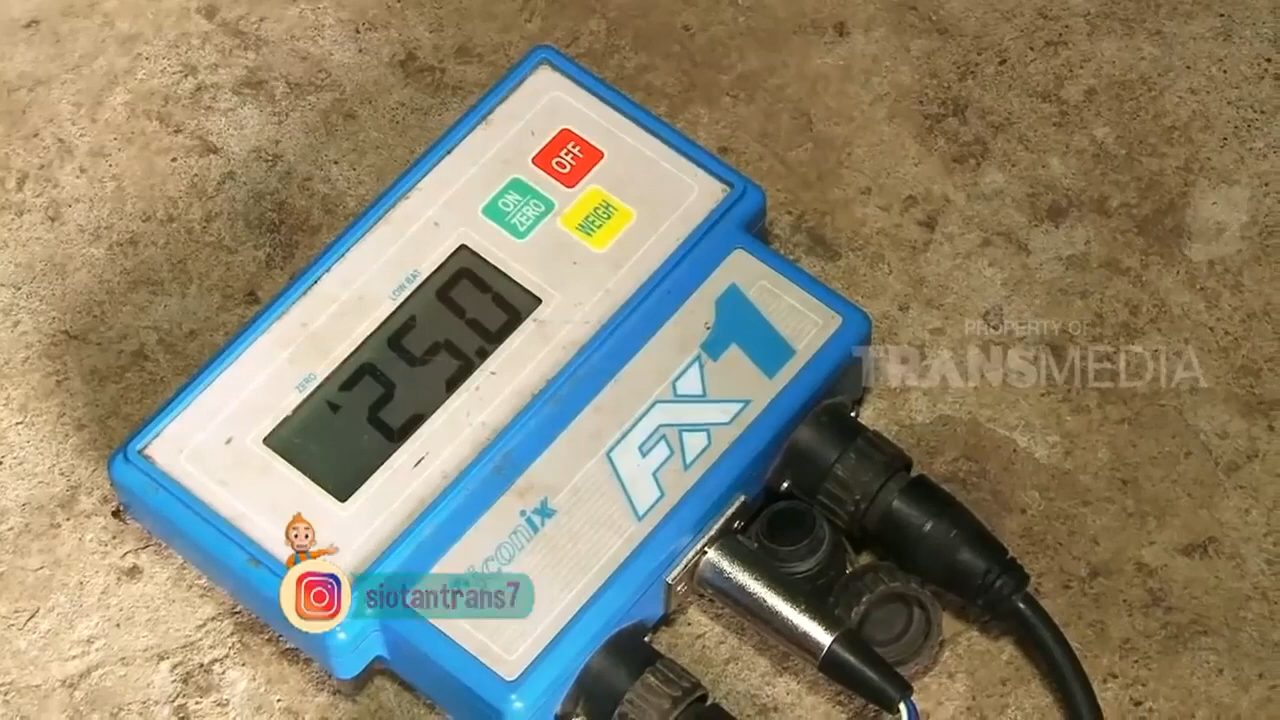 OFF
ON
ZERO
WEIGH
LOW BAT
25.0
ZERO
FX1
PROPERTY OF
TRANSMEDIA
siotantrans7